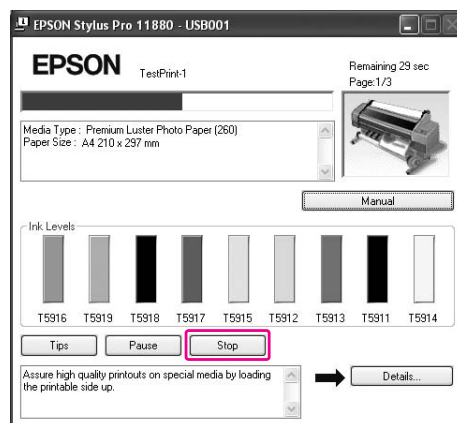 EPSON Stylus Pro 11880 - USB001
EPSON
TestPrint-1
Remaining 29 sec
Page:1/3
Media Type : Premium Luster Photo Paper (260)
Paper Size : A4 210 x 297 mm
Manual
Ink Levels
T5916 T5919 T5918 T5917 T5915 T5912 T5913 T5911 T5914
Tips Pause Stop
Assure high quality printouts on special media by loading
the printable side up.
Details...